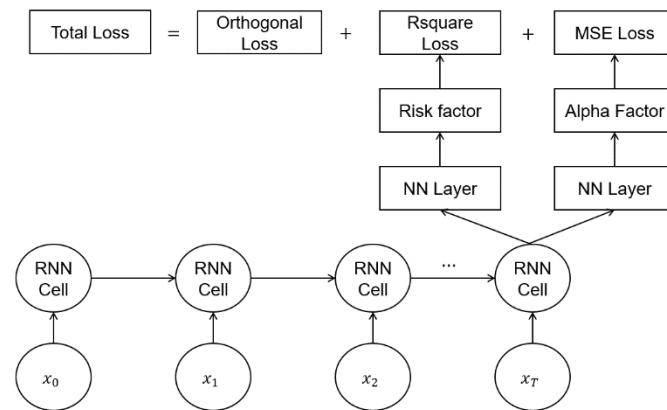 Total Loss = Orthogonal Loss + Rsquare Loss + MSE Loss
Risk factor
Alpha Factor
NN Layer
NN Layer
RNN Cell
RNN Cell
RNN Cell
...
RNN Cell
x₀
x₁
x₂
x_T